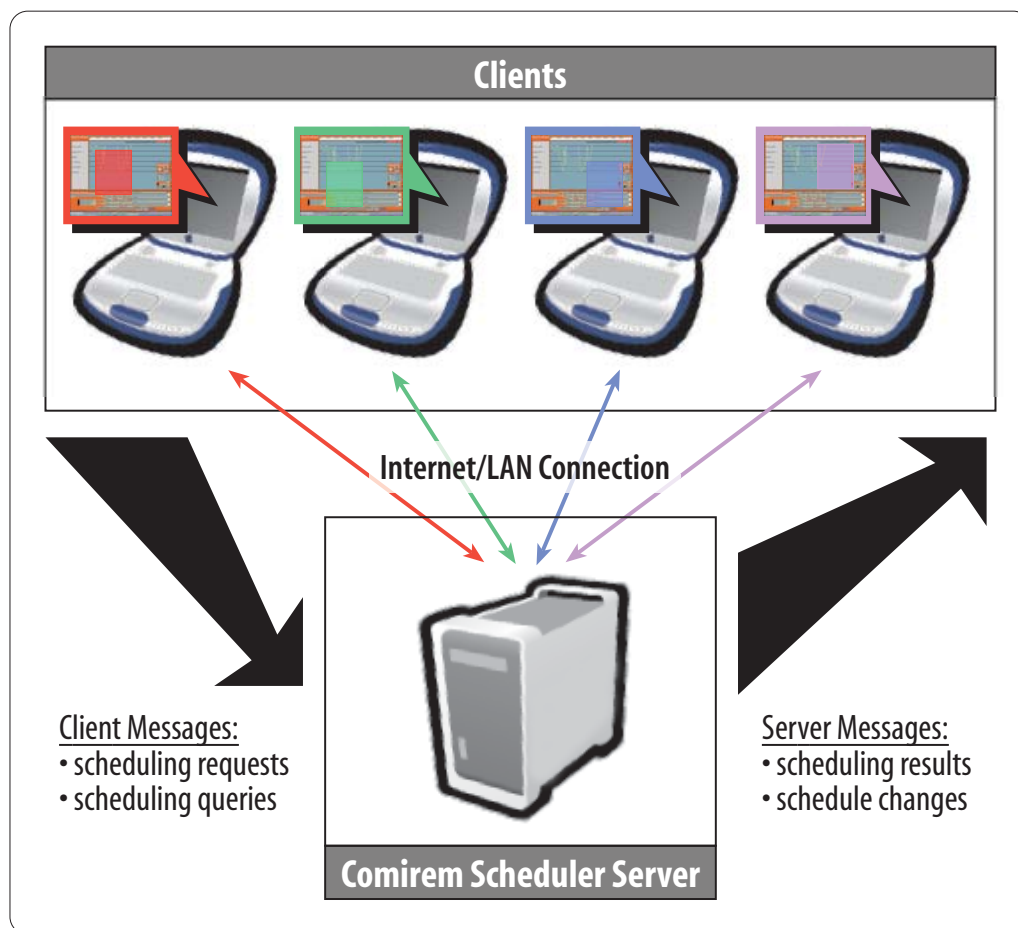 Clients
Internet/LAN Connection
Client Messages:
• scheduling requests
• scheduling queries
Server Messages:
• scheduling results
• schedule changes
Comirem Scheduler Server